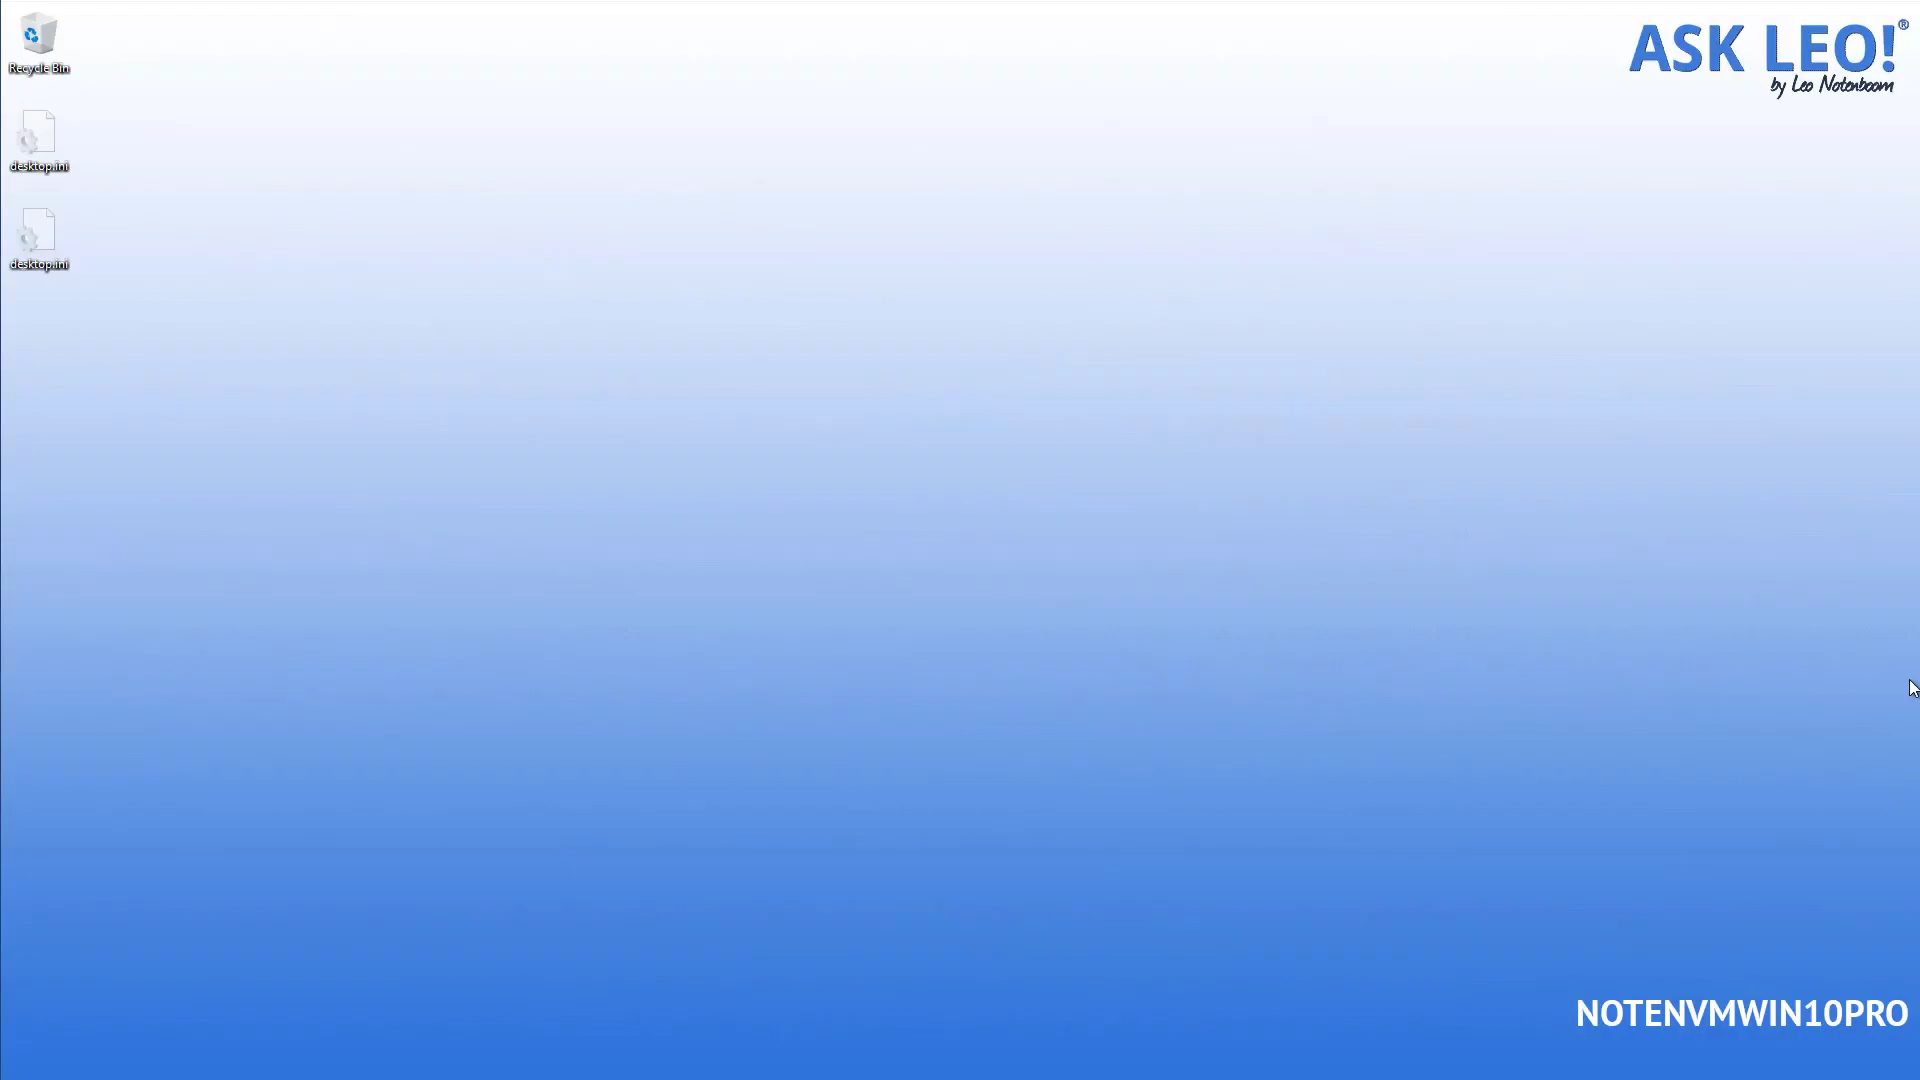 Recycle Bin
desktop.ini
desktop.ini
ASK LEO!®
by Leo Notenboom
NOTENVMWIN10PRO